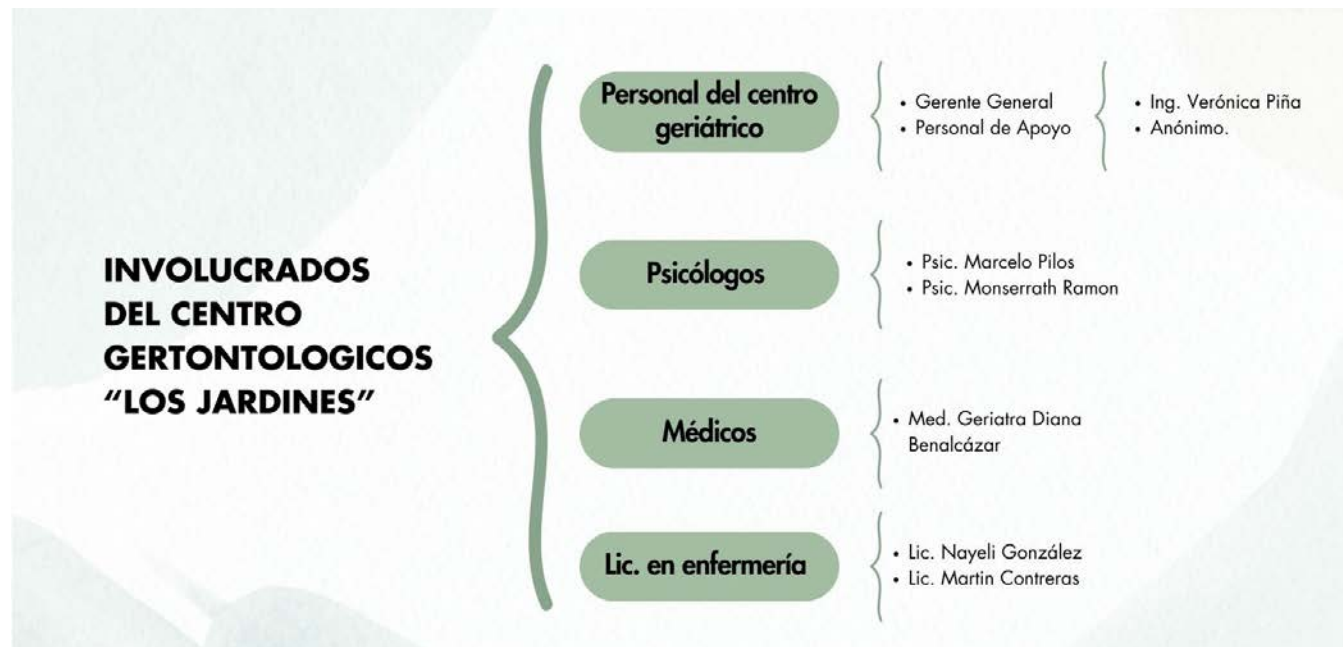 INVOLUCRADOS
DEL CENTRO
GERTONTOLOGICOS
“LOS JARDINES”
Personal del centro
geriátrico
• Gerente General
• Personal de Apoyo
• Ing. Verónica Piña
• Anónimo.
Psicólogos
• Psic. Marcelo Pilos
• Psic. Monserrath Ramon
Médicos
• Med. Geriatra Diana
Benalcázar
Lic. en enfermería
• Lic. Nayeli González
• Lic. Martin Contreras